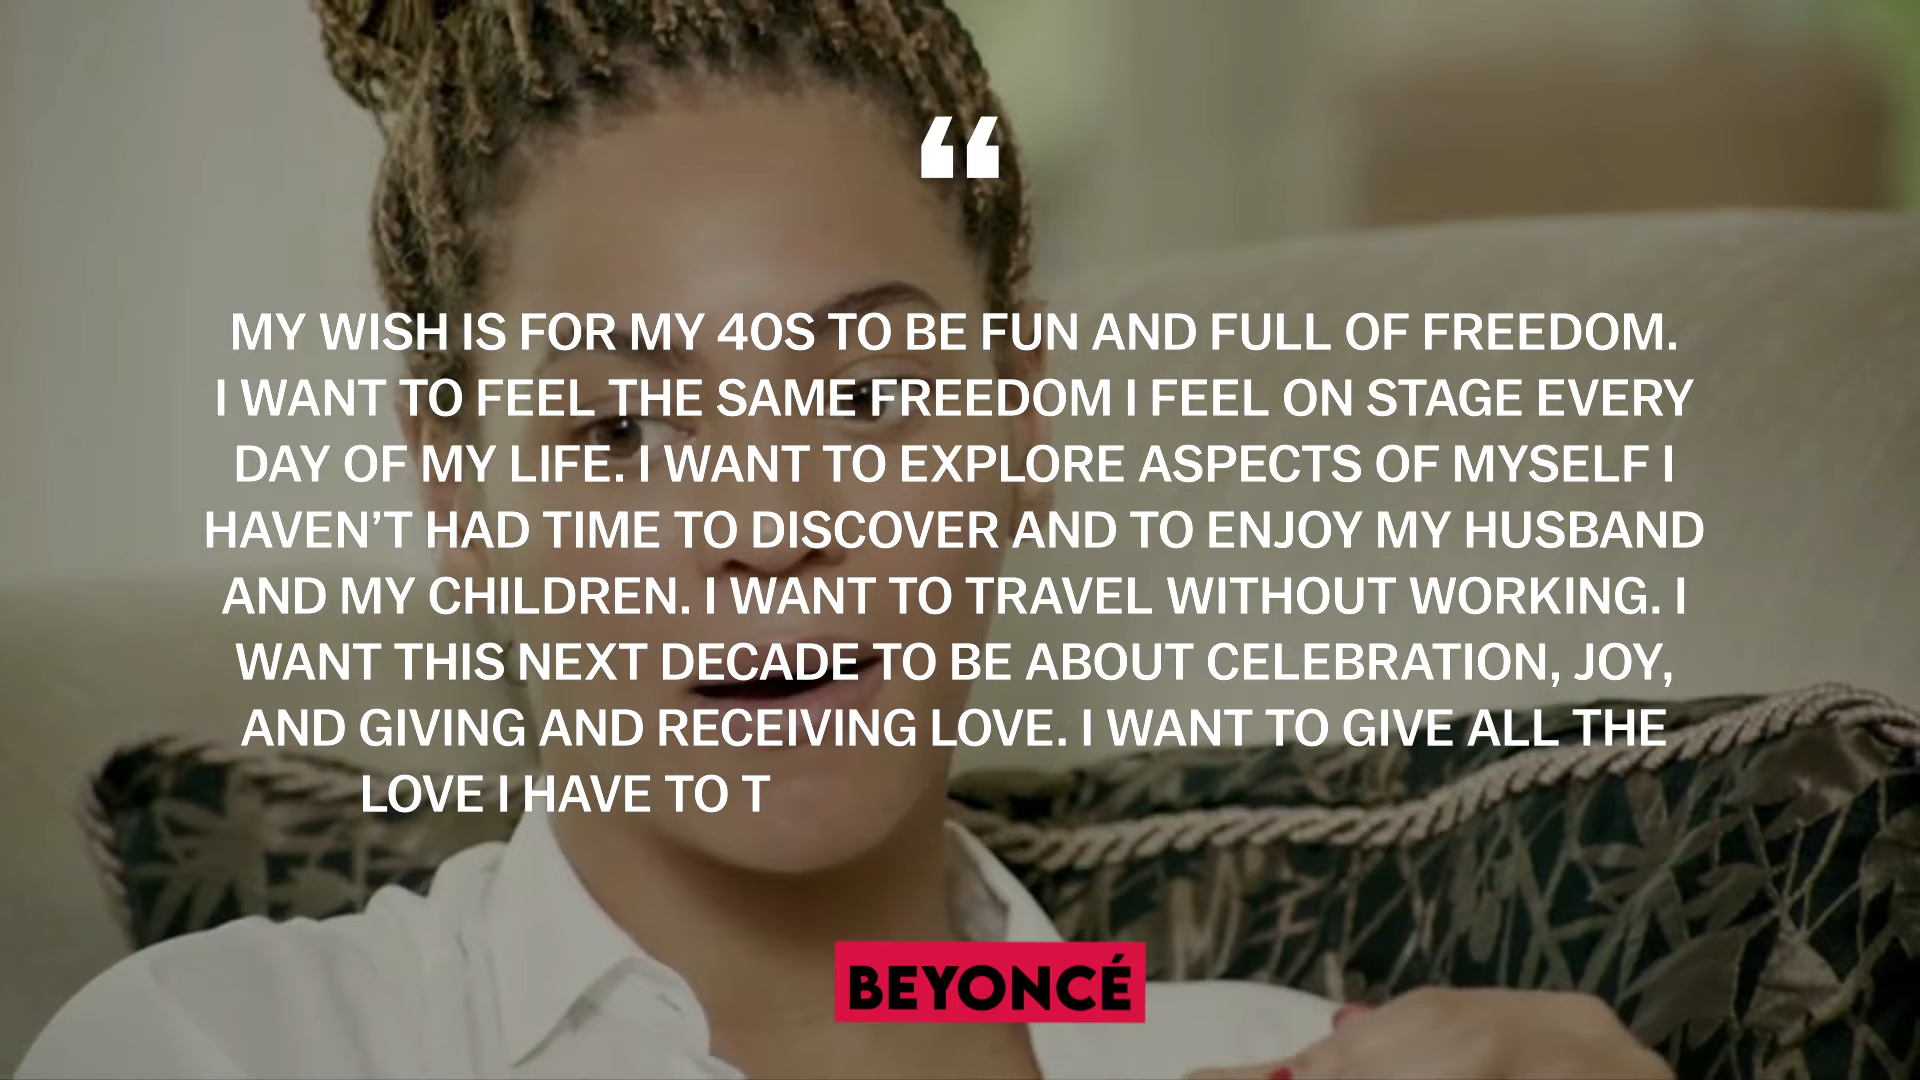 “
MY WISH IS FOR MY 40S TO BE FUN AND FULL OF FREEDOM.
I WANT TO FEEL THE SAME FREEDOM I FEEL ON STAGE EVERY
DAY OF MY LIFE. I WANT TO EXPLORE ASPECTS OF MYSELF I
HAVEN’T HAD TIME TO DISCOVER AND TO ENJOY MY HUSBAND
AND MY CHILDREN. I WANT TO TRAVEL WITHOUT WORKING. I
WANT THIS NEXT DECADE TO BE ABOUT CELEBRATION, JOY,
AND GIVING AND RECEIVING LOVE. I WANT TO GIVE ALL THE
LOVE I HAVE TO T
BEYONCÉ